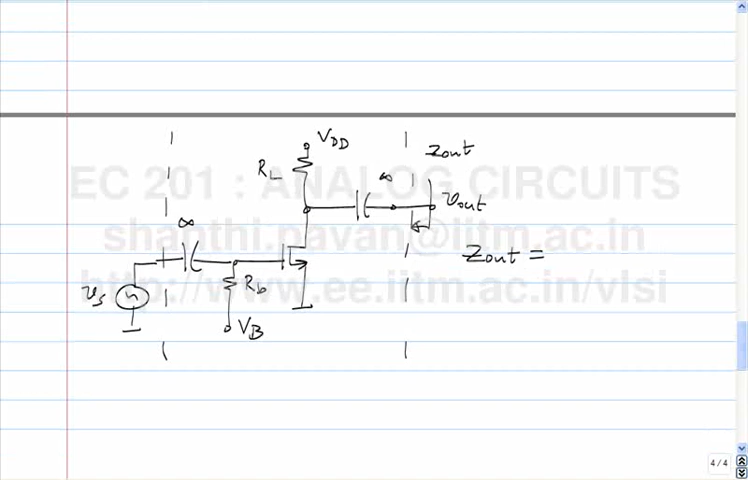 VDD
RL
Zout
∞
vout
EC 201 : ANALOG CIRCUITS
∞
shanthi.pavan@iitm.ac.in
Zout =
Rb
vs
http://www.ee.iitm.ac.in/vlsi
VB
4 / 4